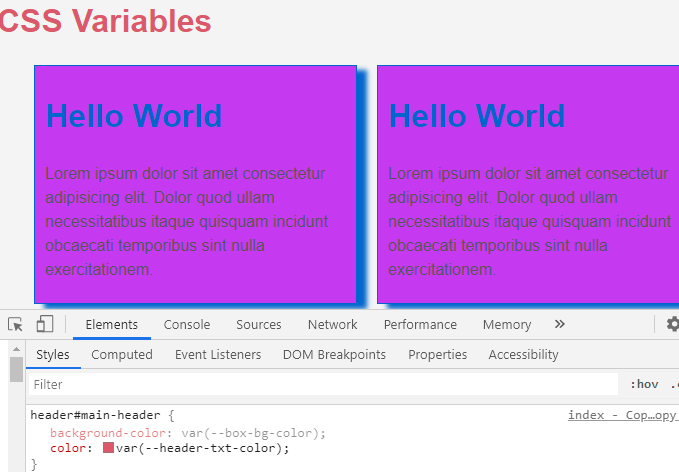 CSS Variables
Hello World
Lorem ipsum dolor sit amet consectetur
adipisicing elit. Dolor quod ullam
necessitatibus itaque quisquam incidunt
obcaecati temporibus sint nulla
exercitationem.
Hello World
Lorem ipsum dolor sit amet consectetur
adipisicing elit. Dolor quod ullam
necessitatibus itaque quisquam incidunt
obcaecati temporibus sint nulla
exercitationem.
Elements Console Sources Network Performance Memory »
Styles Computed Event Listeners DOM Breakpoints Properties Accessibility
Filter :hov .c
header#main-header { index - Cop…opy
background-color: var(--box-bg-color);
color: var(--header-txt-color);
}